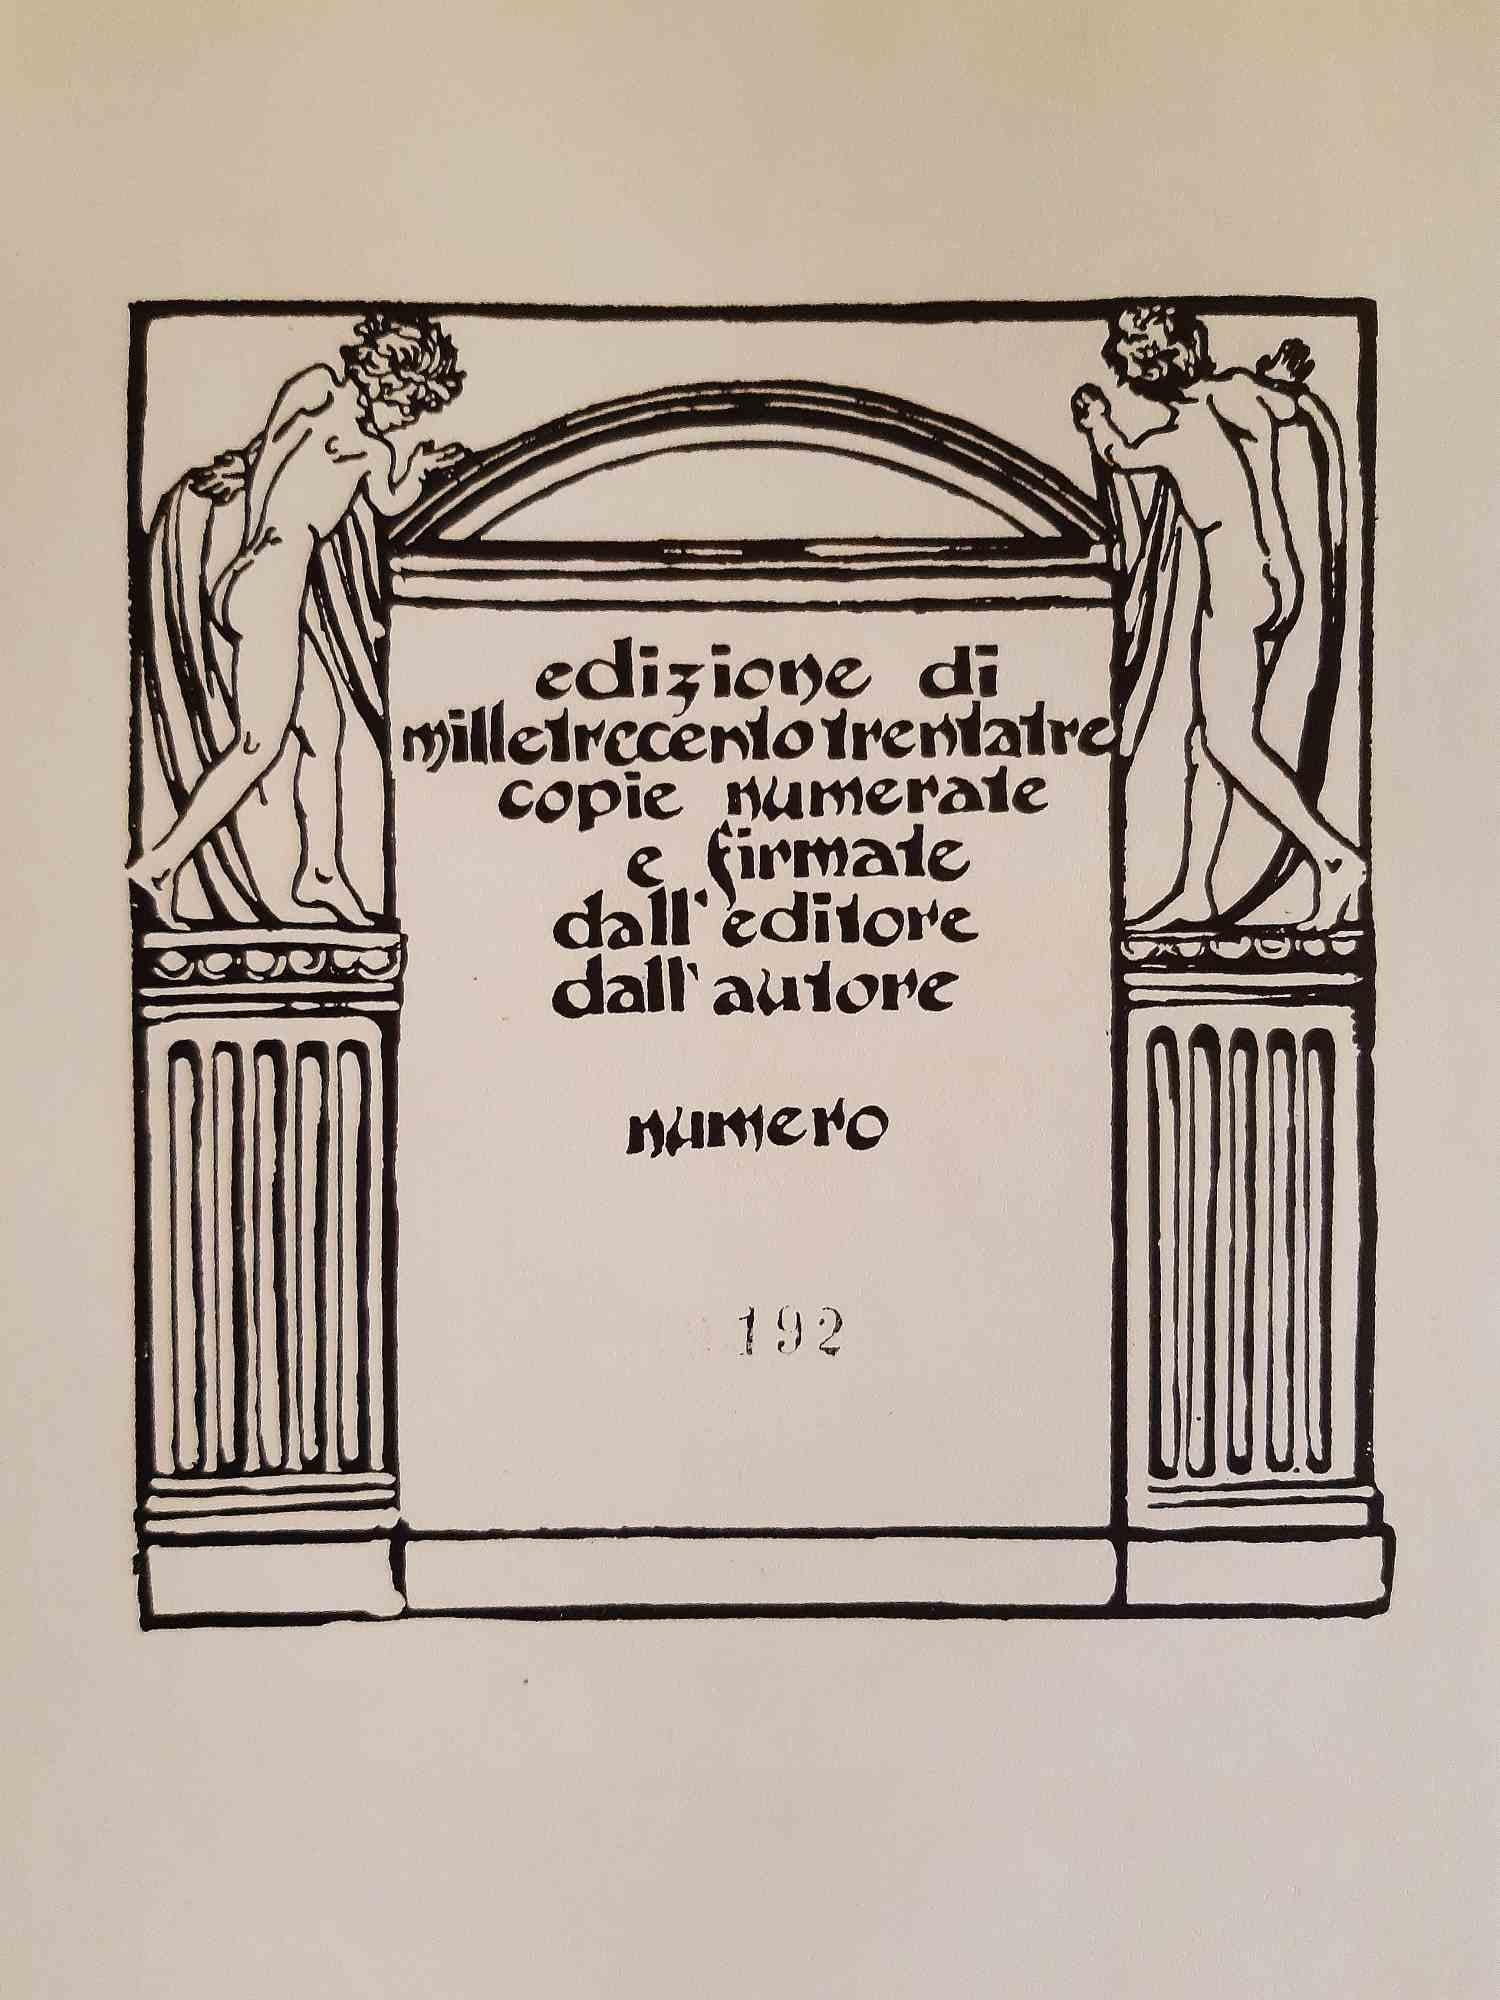 edizione di
milletrecentotrentatre
copie numerate
e firmate
dall'editore
dall'autore
numero
192